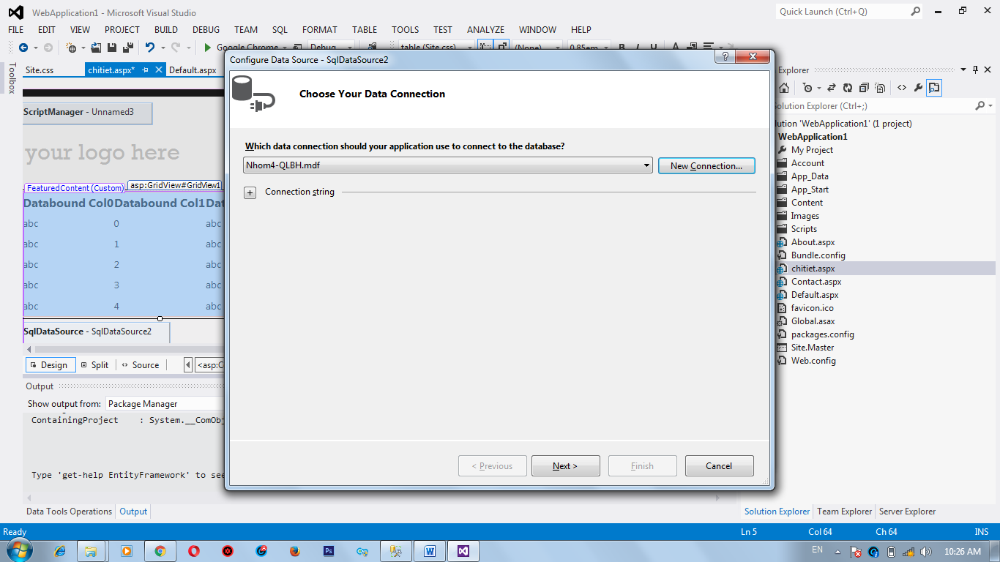 WebApplication1 - Microsoft Visual Studio
Quick Launch (Ctrl+Q)
FILE EDIT VIEW PROJECT BUILD DEBUG TEAM SQL FORMAT TABLE TOOLS TEST ANALYZE WINDOW HELP
Google Chrome Debug table (Site.css) (None) 0.85em B I U A
Toolbox
Site.css chitiet.aspx* Default.aspx
ScriptManager - Unnamed3
your logo here
FeaturedContent (Custom) asp:GridView#GridView1
Databound Col0 Databound Col1 Dat
abc 0 abc
abc 1 abc
abc 2 abc
abc 3 abc
abc 4 abc
SqlDataSource - SqlDataSource2
Design Split Source <asp:C
Output
Show output from: Package Manager
ContainingProject : System.__ComObj
Type 'get-help EntityFramework' to see
Data Tools Operations Output
Configure Data Source - SqlDataSource2
Choose Your Data Connection
Which data connection should your application use to connect to the database?
Nhom4-QLBH.mdf
New Connection...
Connection string
< Previous Next > Finish Cancel
Explorer
olution Explorer (Ctrl+;)
lution 'WebApplication1' (1 project)
WebApplication1
My Project
Account
App_Data
App_Start
Content
Images
Scripts
About.aspx
Bundle.config
chitiet.aspx
Contact.aspx
Default.aspx
favicon.ico
Global.asax
packages.config
Site.Master
Web.config
Solution Explorer Team Explorer Server Explorer
Ready Ln 5 Col 64 Ch 64 INS
EN 10:26 AM